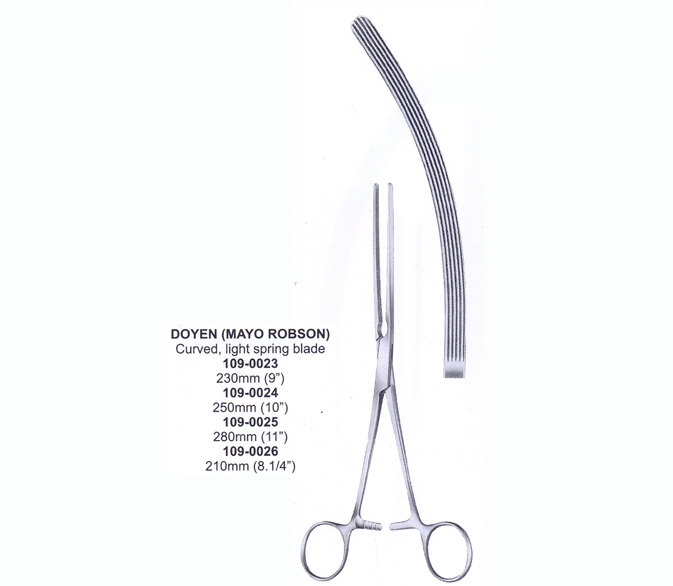 DOYEN (MAYO ROBSON)
Curved, light spring blade
109-0023
230mm (9”)
109-0024
250mm (10”)
109-0025
280mm (11”)
109-0026
210mm (8.1/4”)